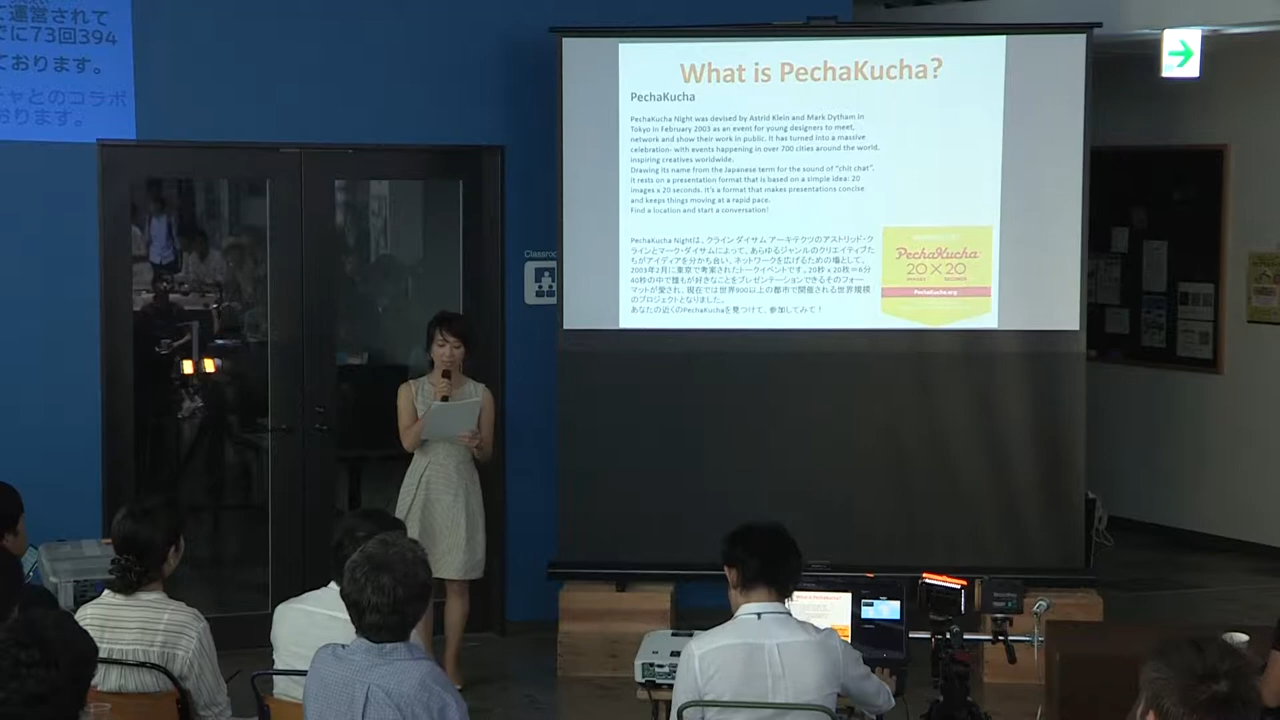 て運営されて
でに73回394
ております。
チャとのコラボ
おります。
What is PechaKucha?
PechaKucha
PechaKucha Night was devised by Astrid Klein and Mark Dytham in
Tokyo in February 2003 as an event for young designers to meet,
network and show their work in public. It has turned into a massive
celebration- with events happening in over 700 cities around the world,
inspiring creatives worldwide.
Drawing its name from the Japanese term for the sound of "chit chat",
it rests on a presentation format that is based on a simple idea: 20
images x 20 seconds. It's a format that makes presentations concise
and keeps things moving at a rapid pace.
Find a location and start a conversation!
PechaKucha Nightは、クライン ダイサム アーキテクツのアストリッド・ク
ラインとマーク・ダイサムによって、あらゆるジャンルのクリエイティブた
ちがアイディアを分かち合い、ネットワークを広げるための場として、
2003年2月に東京で考案されたトークイベントです。20秒 x 20枚=6分
40秒の中で誰もが好きなことをプレゼンテーションできるそのフォー
マットが愛され、現在では世界900以上の都市で開催される世界規模
のプロジェクトとなりました。
あなたの近くのPechaKuchaを見つけて、参加してみて！
PechaKucha
20X20
IMAGES SECONDS
PechaKucha.org
Classroom
What is PechaKucha?